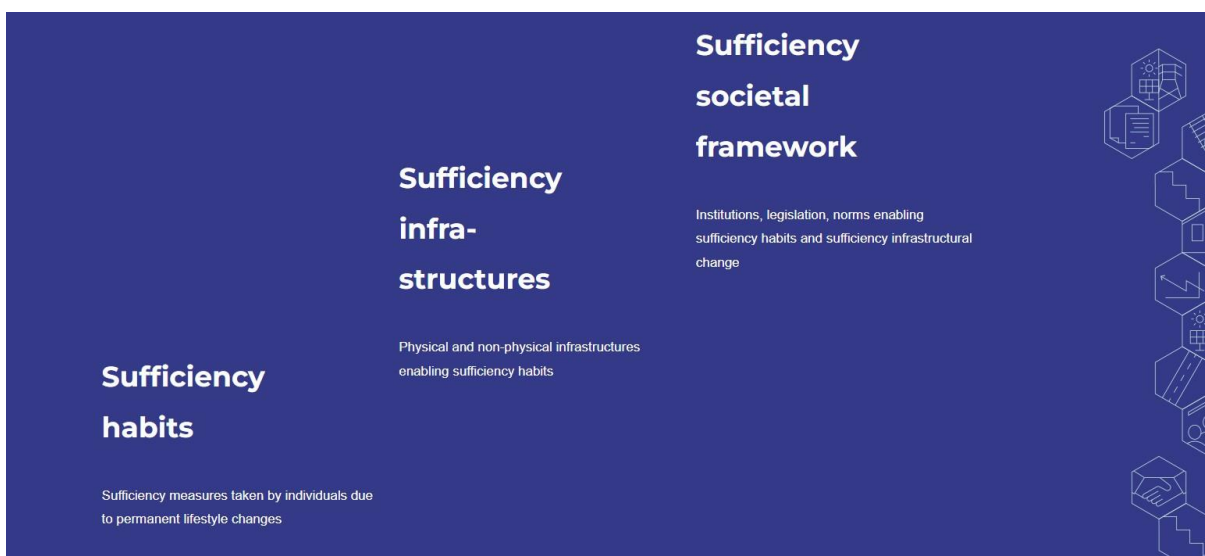 Sufficiency
habits
Sufficiency measures taken by individuals due
to permanent lifestyle changes
Sufficiency
infra-
structures
Physical and non-physical infrastructures
enabling sufficiency habits
Sufficiency
societal
framework
Institutions, legislation, norms enabling
sufficiency habits and sufficiency infrastructural
change